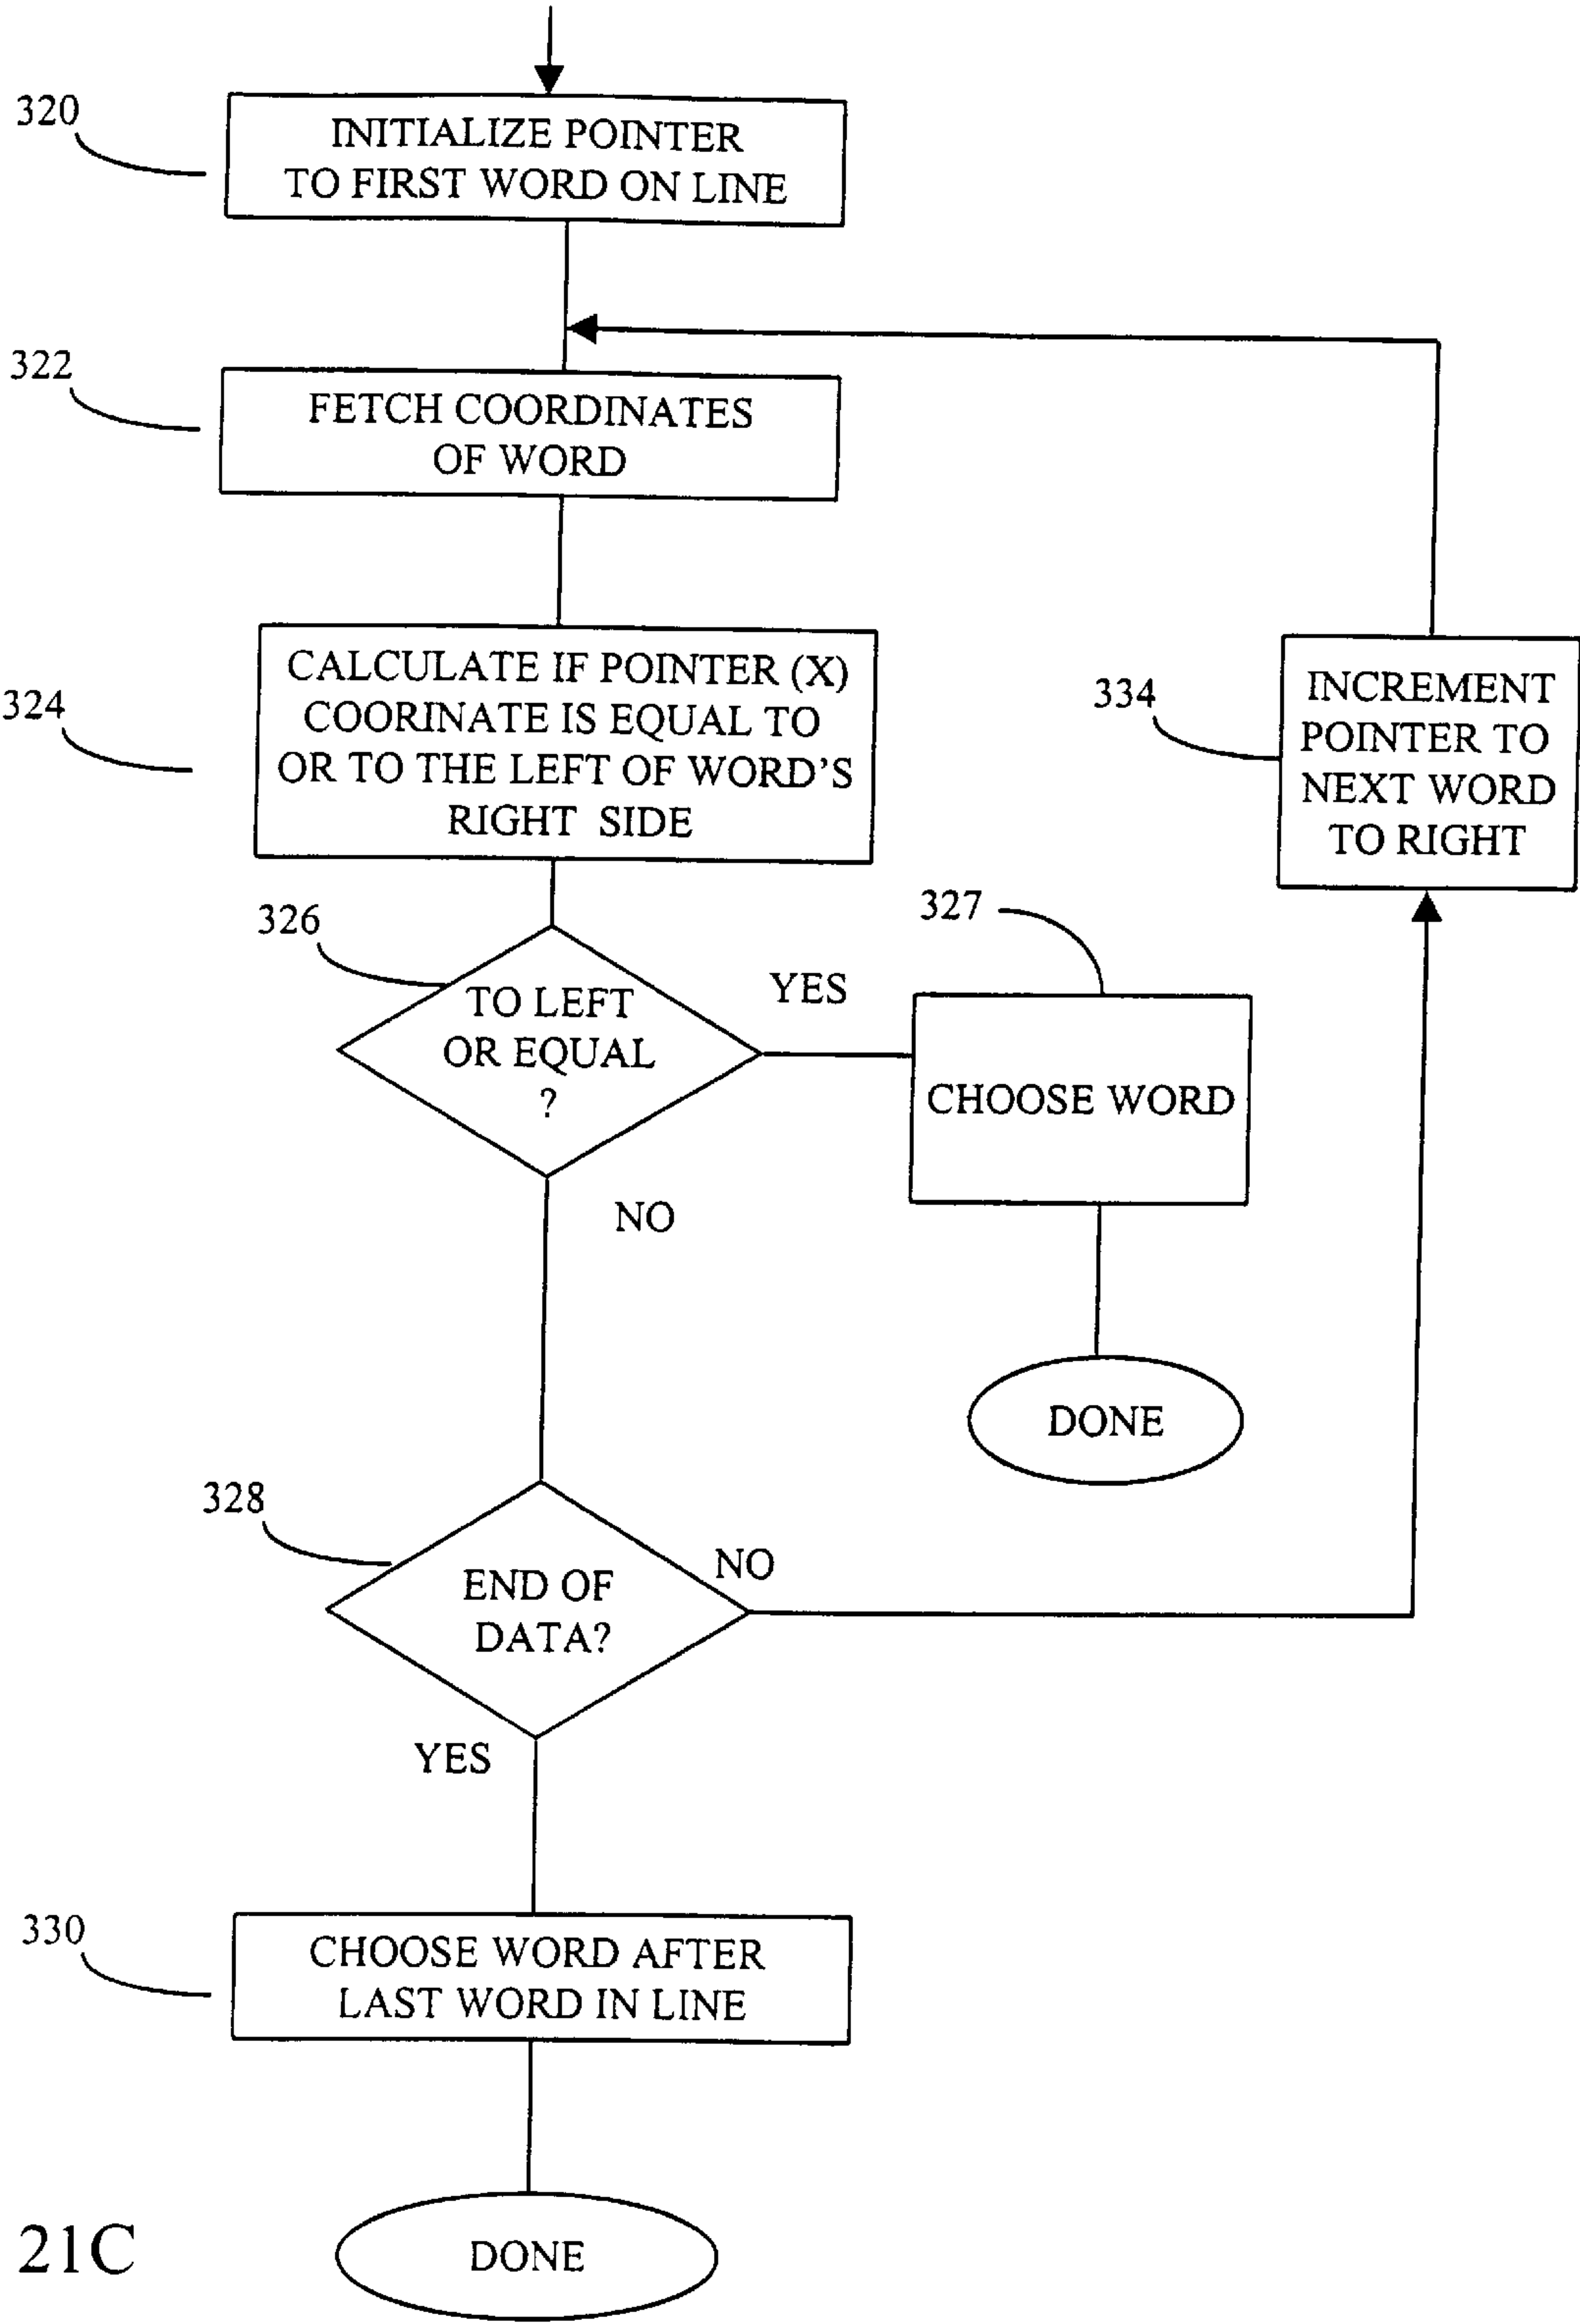 320
INITIALIZE POINTER
TO FIRST WORD ON LINE
322
FETCH COORDINATES
OF WORD
324
CALCULATE IF POINTER (X)
COORINATE IS EQUAL TO
OR TO THE LEFT OF WORD'S
RIGHT SIDE
334
INCREMENT
POINTER TO
NEXT WORD
TO RIGHT
326
TO LEFT
OR EQUAL
?
YES
NO
327
CHOOSE WORD
DONE
328
END OF
DATA?
NO
YES
330
CHOOSE WORD AFTER
LAST WORD IN LINE
DONE
21C